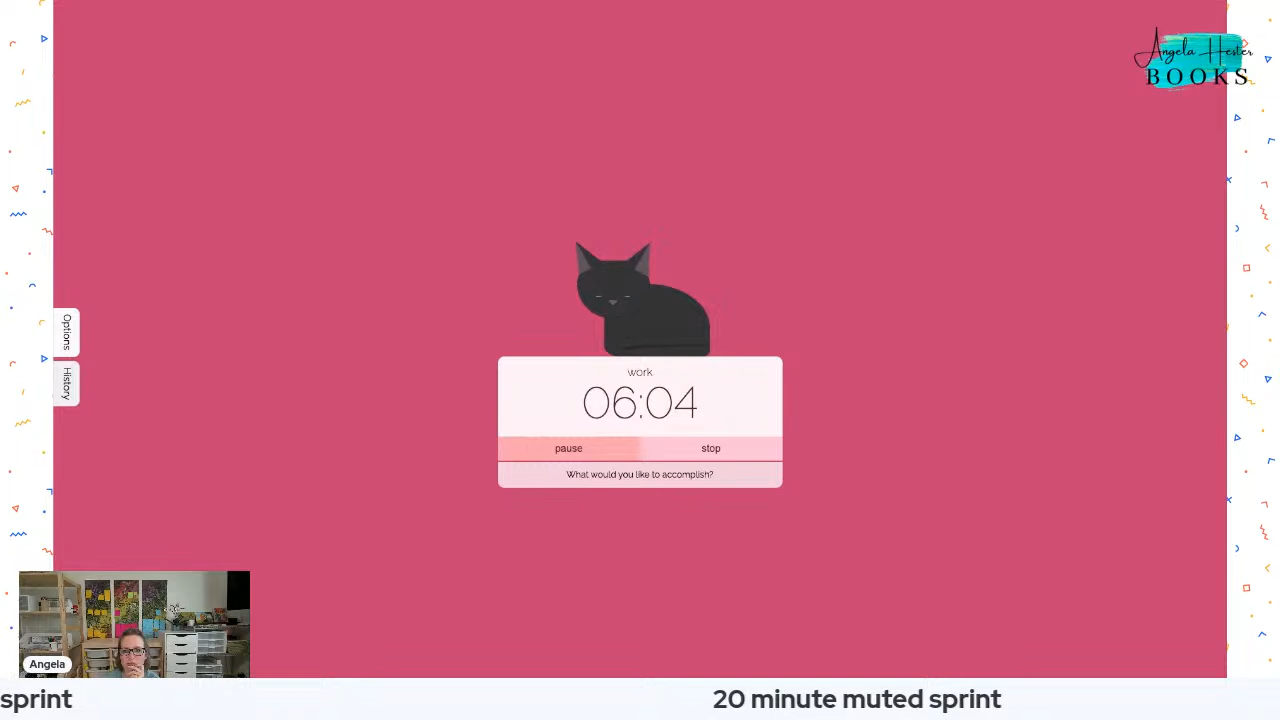 Angela Hester
BOOKS
Options
History
work
06:04
pause
stop
What would you like to accomplish?
Angela
sprint
20 minute muted sprint